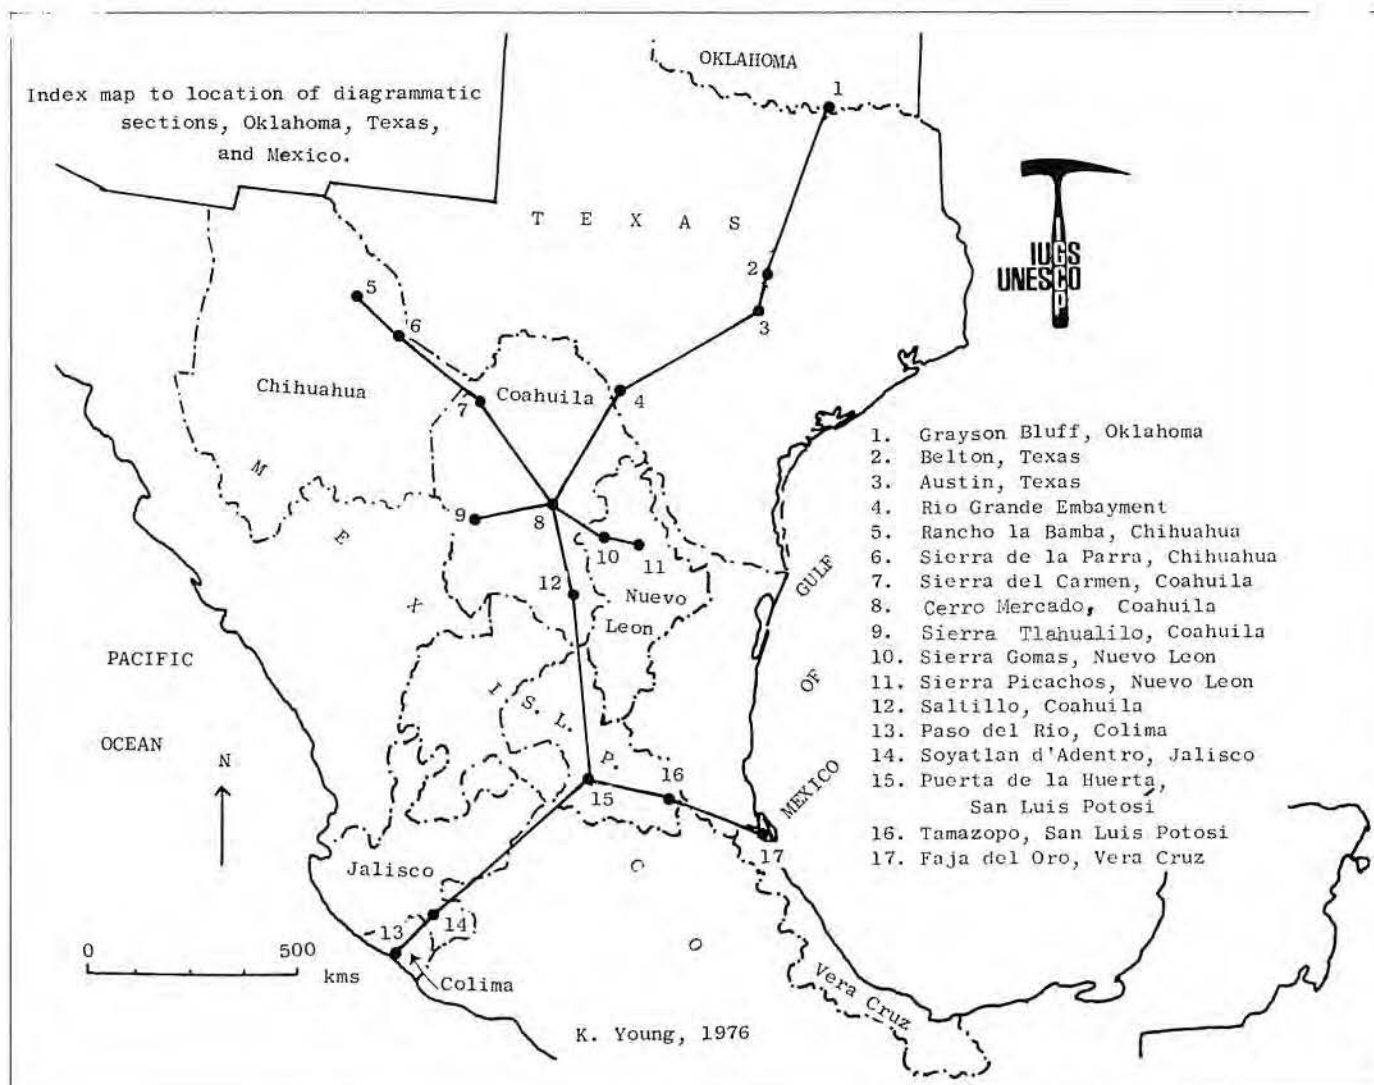 Index map to location of diagrammatic
sections, Oklahoma, Texas,
and Mexico.
OKLAHOMA
1
T E X A S
2
3
5
6
Chihuahua
7
Coahuila
4
IUGS
UNESCO
IGCP
M E X I C O
9
8
10
11
12
Nuevo
Leon
S. L. P.
PACIFIC
OCEAN
N
GULF
OF
MEXICO
15
16
17
Jalisco
13
14
Colima
Vera Cruz
0 500
kms
K. Young, 1976
1. Grayson Bluff, Oklahoma
2. Belton, Texas
3. Austin, Texas
4. Rio Grande Embayment
5. Rancho la Bamba, Chihuahua
6. Sierra de la Parra, Chihuahua
7. Sierra del Carmen, Coahuila
8. Cerro Mercado, Coahuila
9. Sierra Tlahualilo, Coahuila
10. Sierra Gomas, Nuevo Leon
11. Sierra Picachos, Nuevo Leon
12. Saltillo, Coahuila
13. Paso del Rio, Colima
14. Soyatlan d'Adentro, Jalisco
15. Puerta de la Huerta,
San Luis Potosí
16. Tamazopo, San Luis Potosi
17. Faja del Oro, Vera Cruz